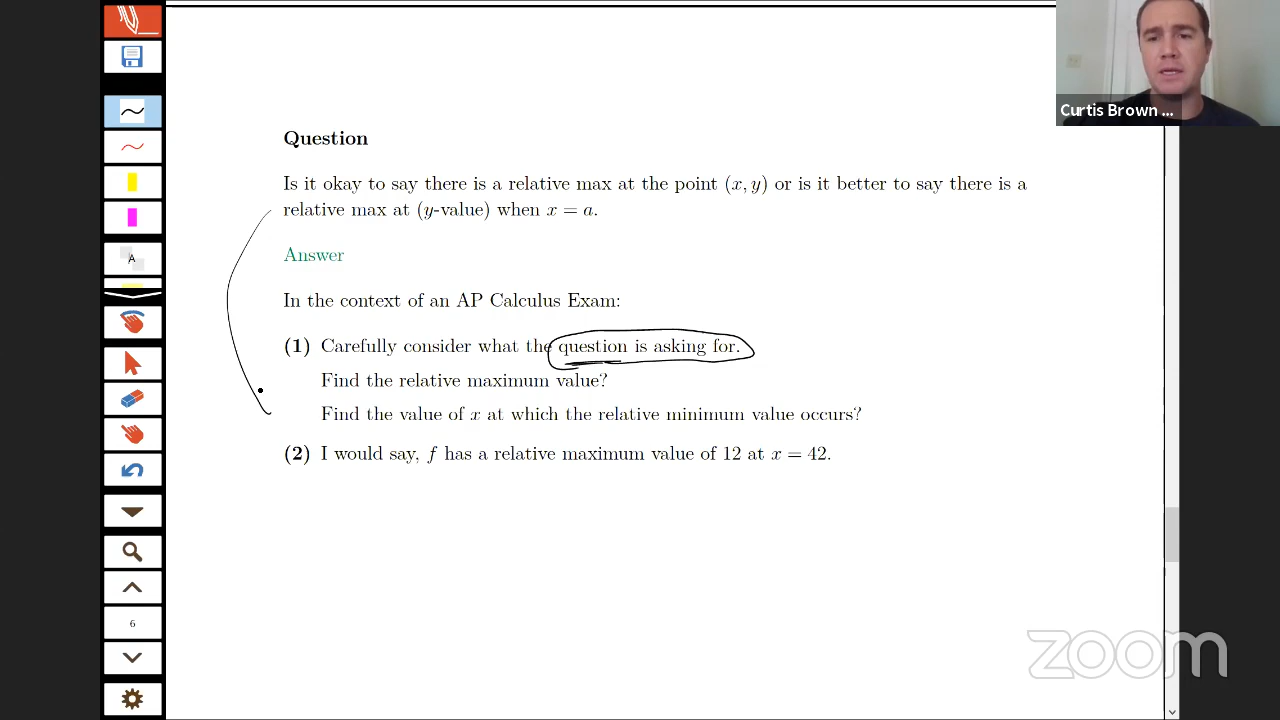 Curtis Brown ...
Question
Is it okay to say there is a relative max at the point (x, y) or is it better to say there is a
relative max at (y-value) when x = a.
Answer
In the context of an AP Calculus Exam:
(1) Carefully consider what the question is asking for.
Find the relative maximum value?
Find the value of x at which the relative minimum value occurs?
(2) I would say, f has a relative maximum value of 12 at x = 42.
A
6
zoom